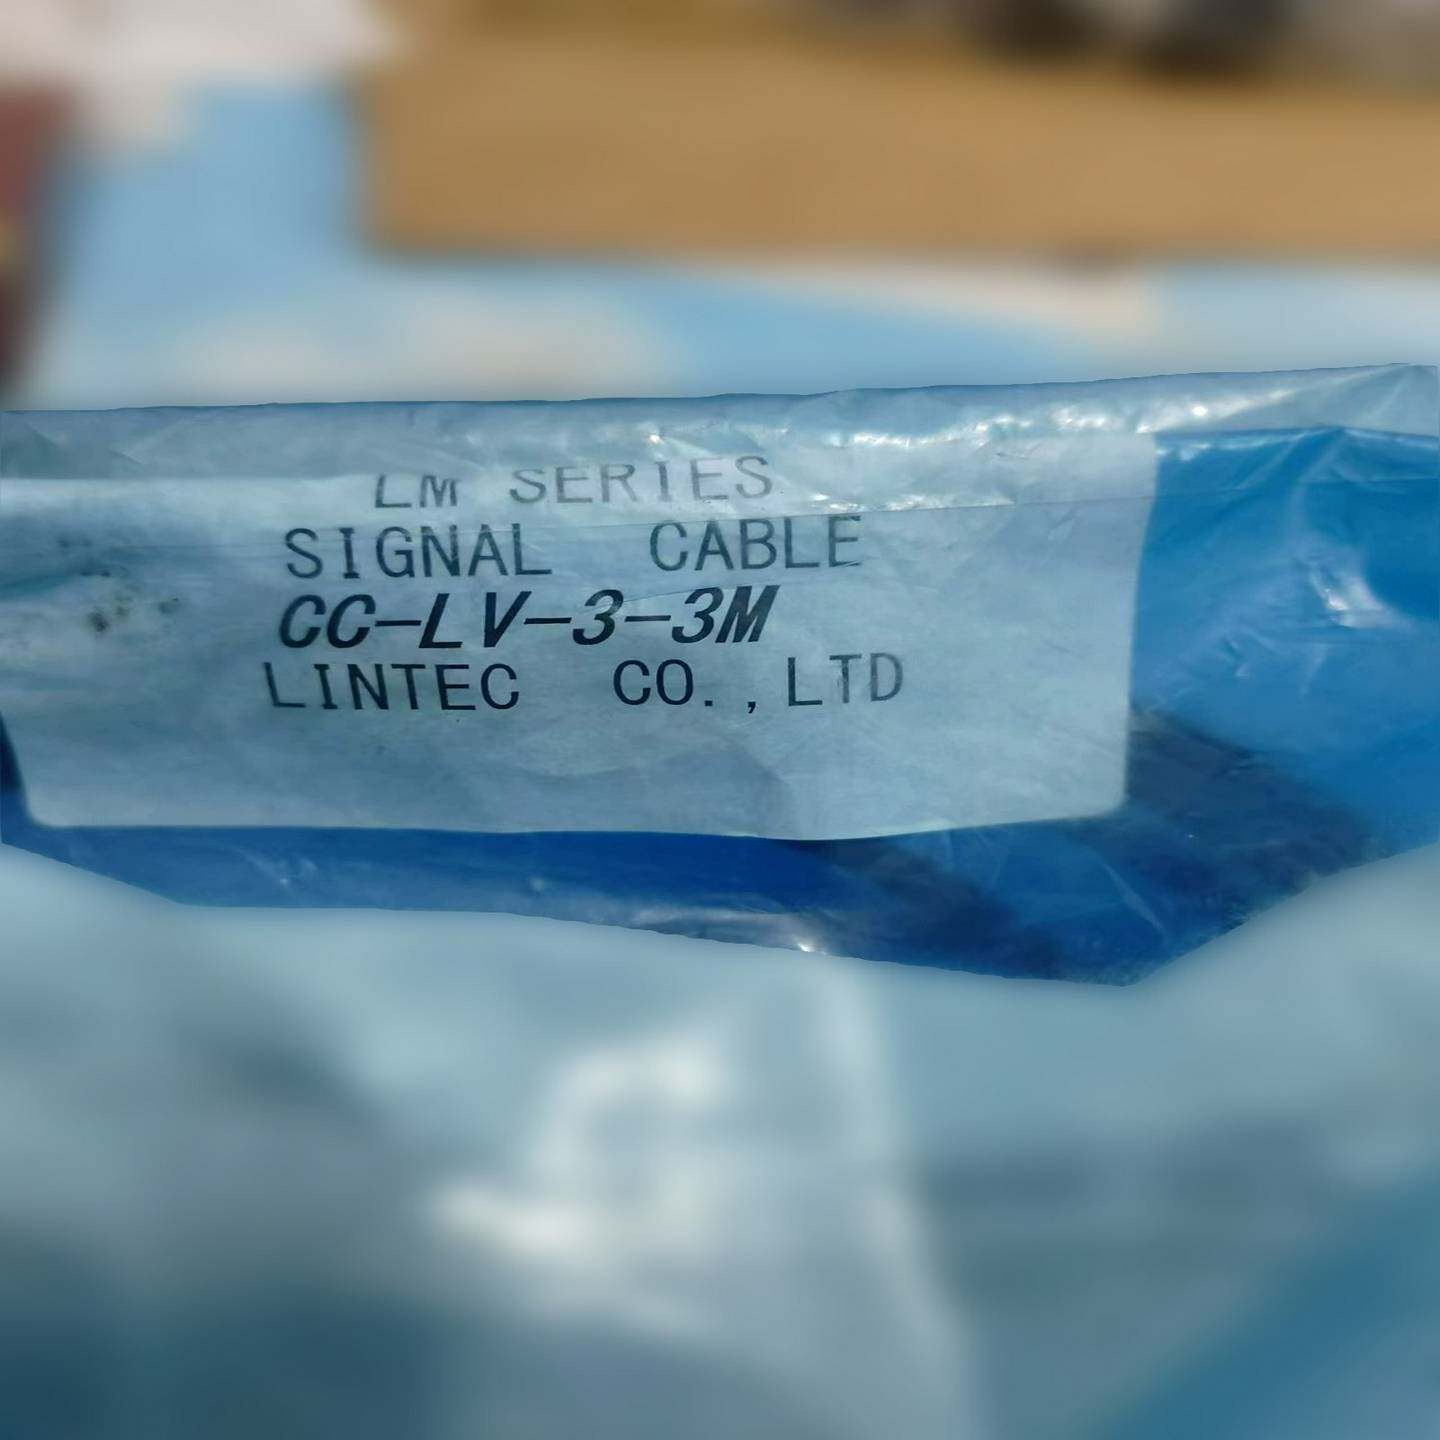 LM SERIES
SIGNAL CABLE
CC-LV-3-3M
LINTEC CO.,LTD